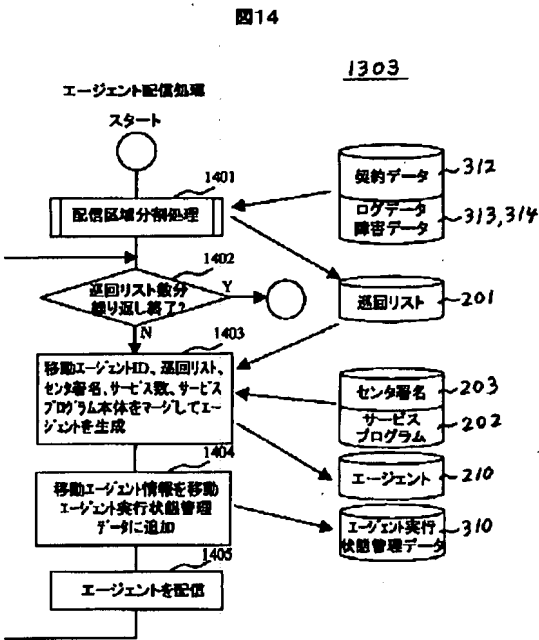 図14
1303
エージェント配信処理
スタート
1401
配信区域分割処理
1402
巡回リスト数分
繰り返し終了?
Y
N
1403
移動エージェントID、巡回リスト、
センタ署名、サービス数、サービス
プログラム本体をマージしてエー
ジェントを生成
1404
移動エージェント情報を移動
エージェント実行状態管理
データに追加
1405
エージェントを配信
契約データ
312
ログデータ
障害データ
313,314
巡回リスト
201
センタ署名
203
サービス
プログラム
202
エージェント
210
エージェント実行
状態管理データ
310